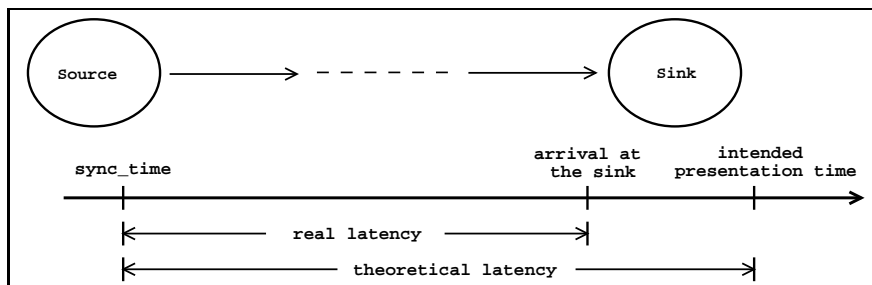 Source
Sink
sync_time
arrival at
the sink
intended
presentation time
real latency
theoretical latency